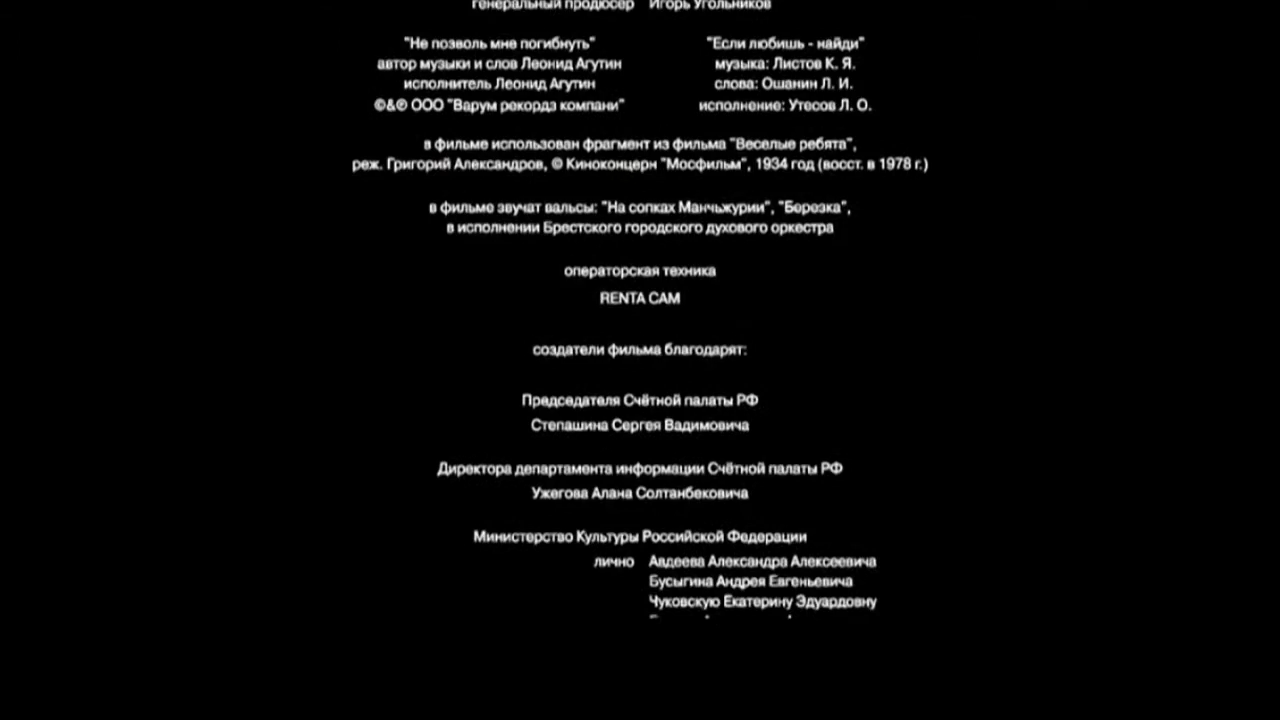 генеральный продюсер Игорь Угольников
"Не позволь мне погибнуть"
автор музыки и слов Леонид Агутин
исполнитель Леонид Агутин
©&℗ ООО "Варум рекордз компани"
"Если любишь - найди"
музыка: Листов К. Я.
слова: Ошанин Л. И.
исполнение: Утесов Л. О.
в фильме использован фрагмент из фильма "Веселые ребята",
реж. Григорий Александров, © Киноконцерн "Мосфильм", 1934 год (восст. в 1978 г.)
в фильме звучат вальсы: "На сопках Манчьжурии", "Березка",
в исполнении Брестского городского духового оркестра
операторская техника
RENTA CAM
создатели фильма благодарят:
Председателя Счётной палаты РФ
Степашина Сергея Вадимовича
Директора департамента информации Счётной палаты РФ
Ужегова Алана Солтанбековича
Министерство Культуры Российской Федерации
лично Авдеева Александра Алексеевича
Бусыгина Андрея Евгеньевича
Чуковскую Екатерину Эдуардовну